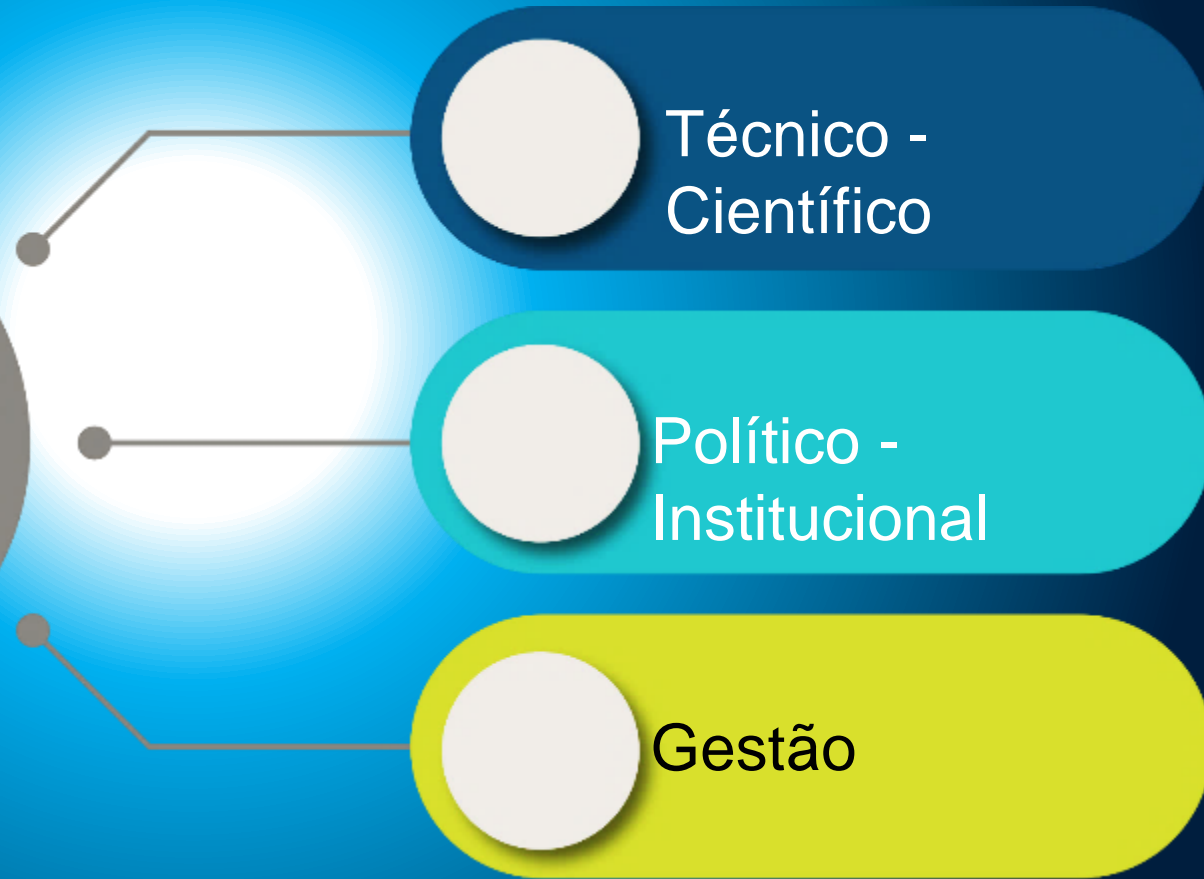 Técnico -
Científico
Político -
Institucional
Gestão